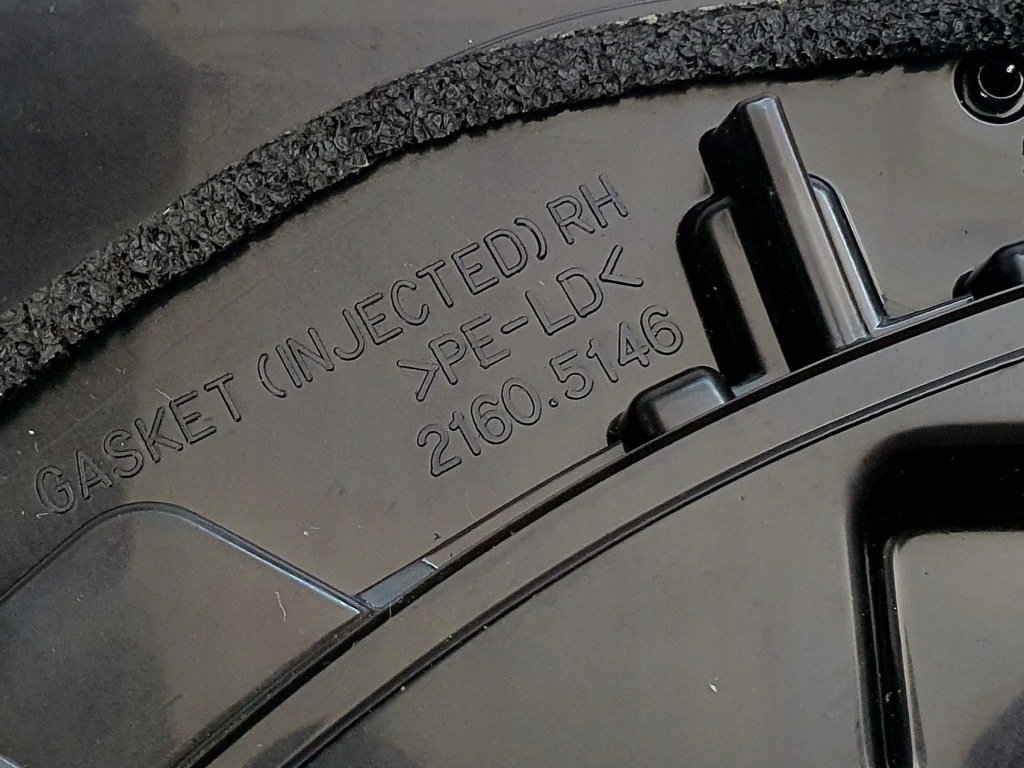 GASKET (INJECTED) RH
>PE-LD<
2160.5146